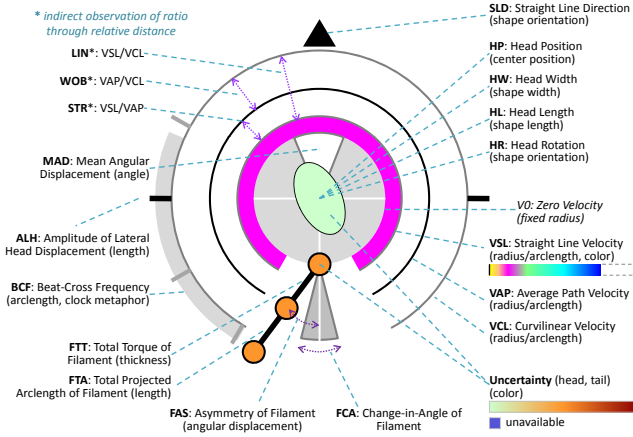 * indirect observation of ratio
through relative distance
LIN*: VSL/VCL
WOB*: VAP/VCL
STR*: VSL/VAP
MAD: Mean Angular
Displacement (angle)
ALH: Amplitude of Lateral
Head Displacement (length)
BCF: Beat-Cross Frequency
(arclength, clock metaphor)
FTT: Total Torque of
Filament (thickness)
FTA: Total Projected
Arclength of Filament (length)
FAS: Asymmetry of Filament
(angular displacement)
FCA: Change-in-Angle of
Filament
SLD: Straight Line Direction
(shape orientation)
HP: Head Position
(center position)
HW: Head Width
(shape width)
HL: Head Length
(shape length)
HR: Head Rotation
(shape orientation)
V0: Zero Velocity
(fixed radius)
VSL: Straight Line Velocity
(radius/arclength, color)
VAP: Average Path Velocity
(radius/arclength)
VCL: Curvilinear Velocity
(radius/arclength)
Uncertainty (head, tail)
(color)
unavailable